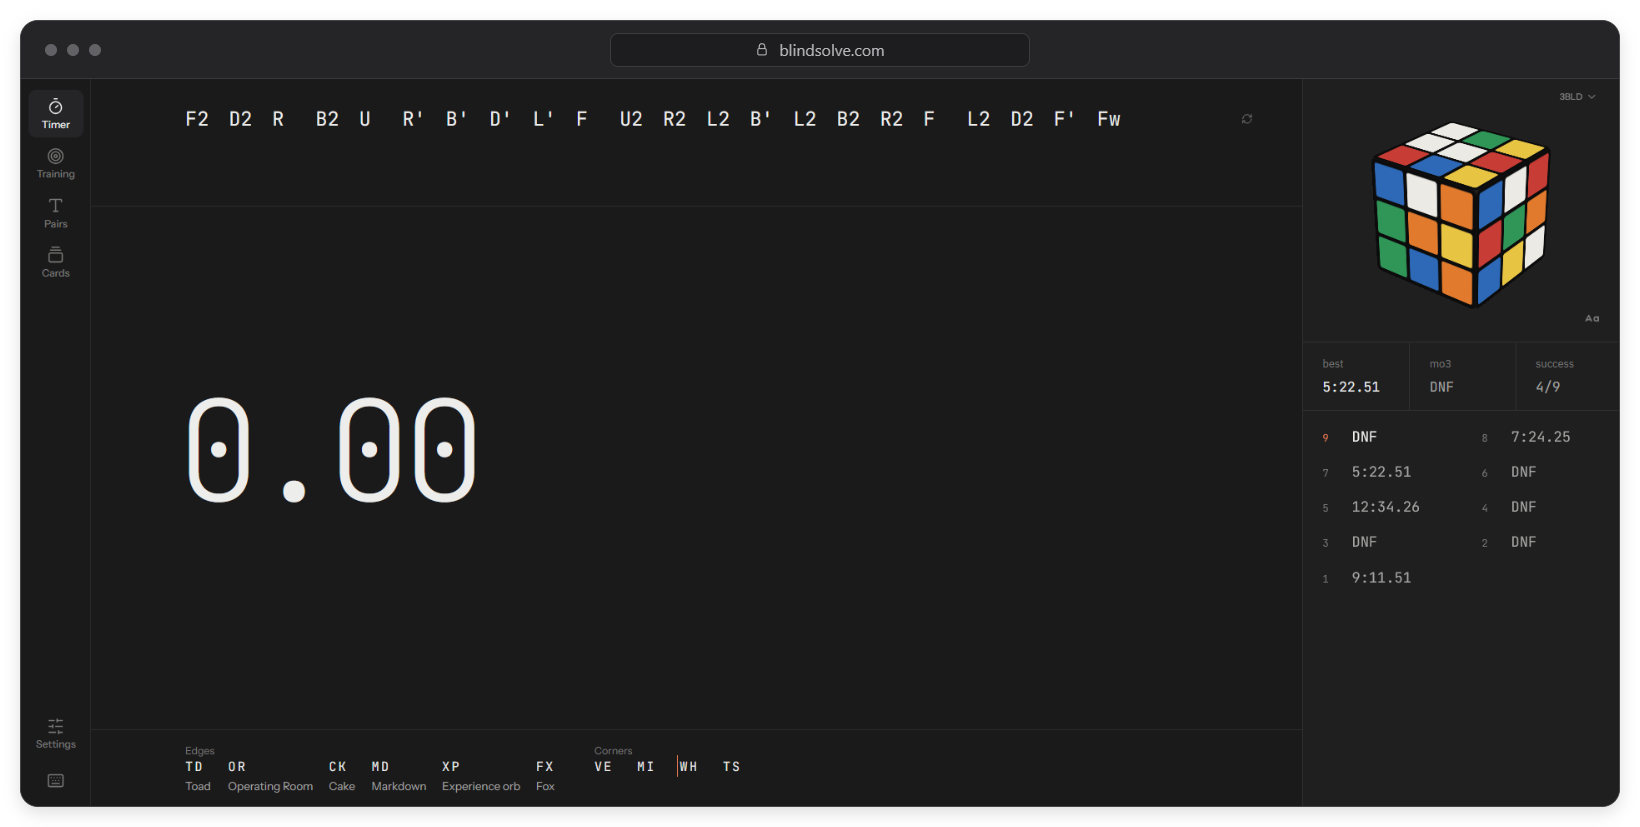 blindsolve.com
Timer
Training
Pairs
Cards
Settings
F2 D2 R B2 U R' B' D' L' F U2 R2 L2 B' L2 B2 R2 F L2 D2 F' Fw
0.00
Edges
TD OR CK MD XP FX
Toad Operating Room Cake Markdown Experience orb Fox
Corners
VE MI WH TS
3BLD
Aa
best mo3 success
5:22.51 DNF 4/9
9 DNF 8 7:24.25
7 5:22.51 6 DNF
5 12:34.26 4 DNF
3 DNF 2 DNF
1 9:11.51